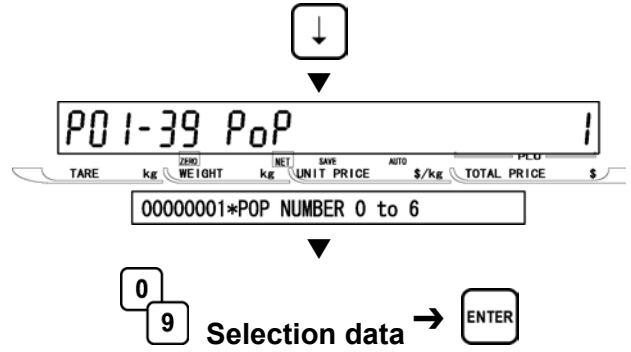 ↓
▼
P01-39 PoP 1
ZERO NET SAVE AUTO PLU
TARE kg WEIGHT kg UNIT PRICE $/kg TOTAL PRICE $
00000001*POP NUMBER 0 to 6
▼
0
9 Selection data → ENTER